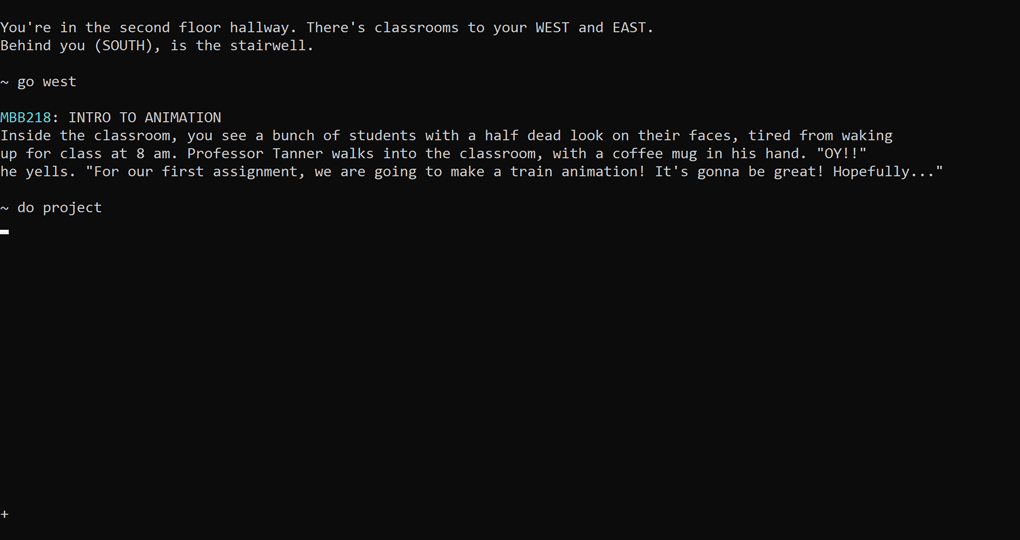 You're in the second floor hallway. There's classrooms to your WEST and EAST.
Behind you (SOUTH), is the stairwell.
~ go west
MBB218: INTRO TO ANIMATION
Inside the classroom, you see a bunch of students with a half dead look on their faces, tired from waking
up for class at 8 am. Professor Tanner walks into the classroom, with a coffee mug in his hand. "OY!!"
he yells. "For our first assignment, we are going to make a train animation! It's gonna be great! Hopefully..."
~ do project
+